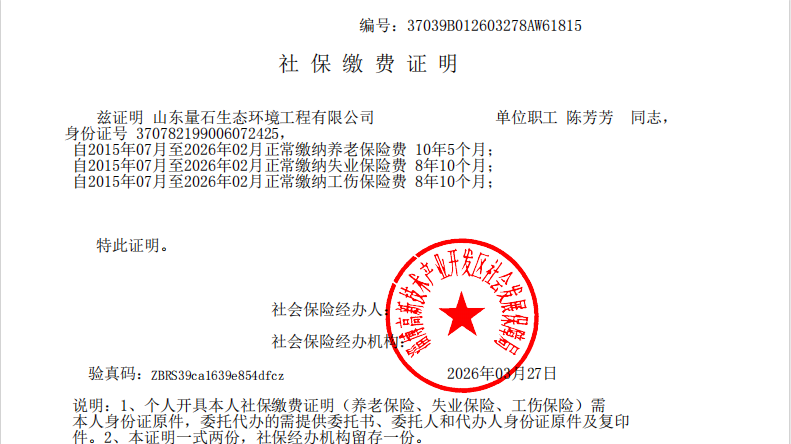 编号：37039B012603278AW61815
社保缴费证明
兹证明 山东量石生态环境工程有限公司 单位职工 陈芳芳 同志，
身份证号 370782199006072425，
自2015年07月至2026年02月正常缴纳养老保险费 10年5个月；
自2015年07月至2026年02月正常缴纳失业保险费 8年10个月；
自2015年07月至2026年02月正常缴纳工伤保险费 8年10个月；
特此证明。
淄博高新技术产业开发区社会发展保障局
社会保险经办人：
社会保险经办机构：
验真码：ZBRS39ca1639e854dfcz 2026年03月27日
说明：1、个人开具本人社保缴费证明（养老保险、失业保险、工伤保险）需
本人身份证原件，委托代办的需提供委托书、委托人和代办人身份证原件及复印
件。2、本证明一式两份，社保经办机构留存一份。